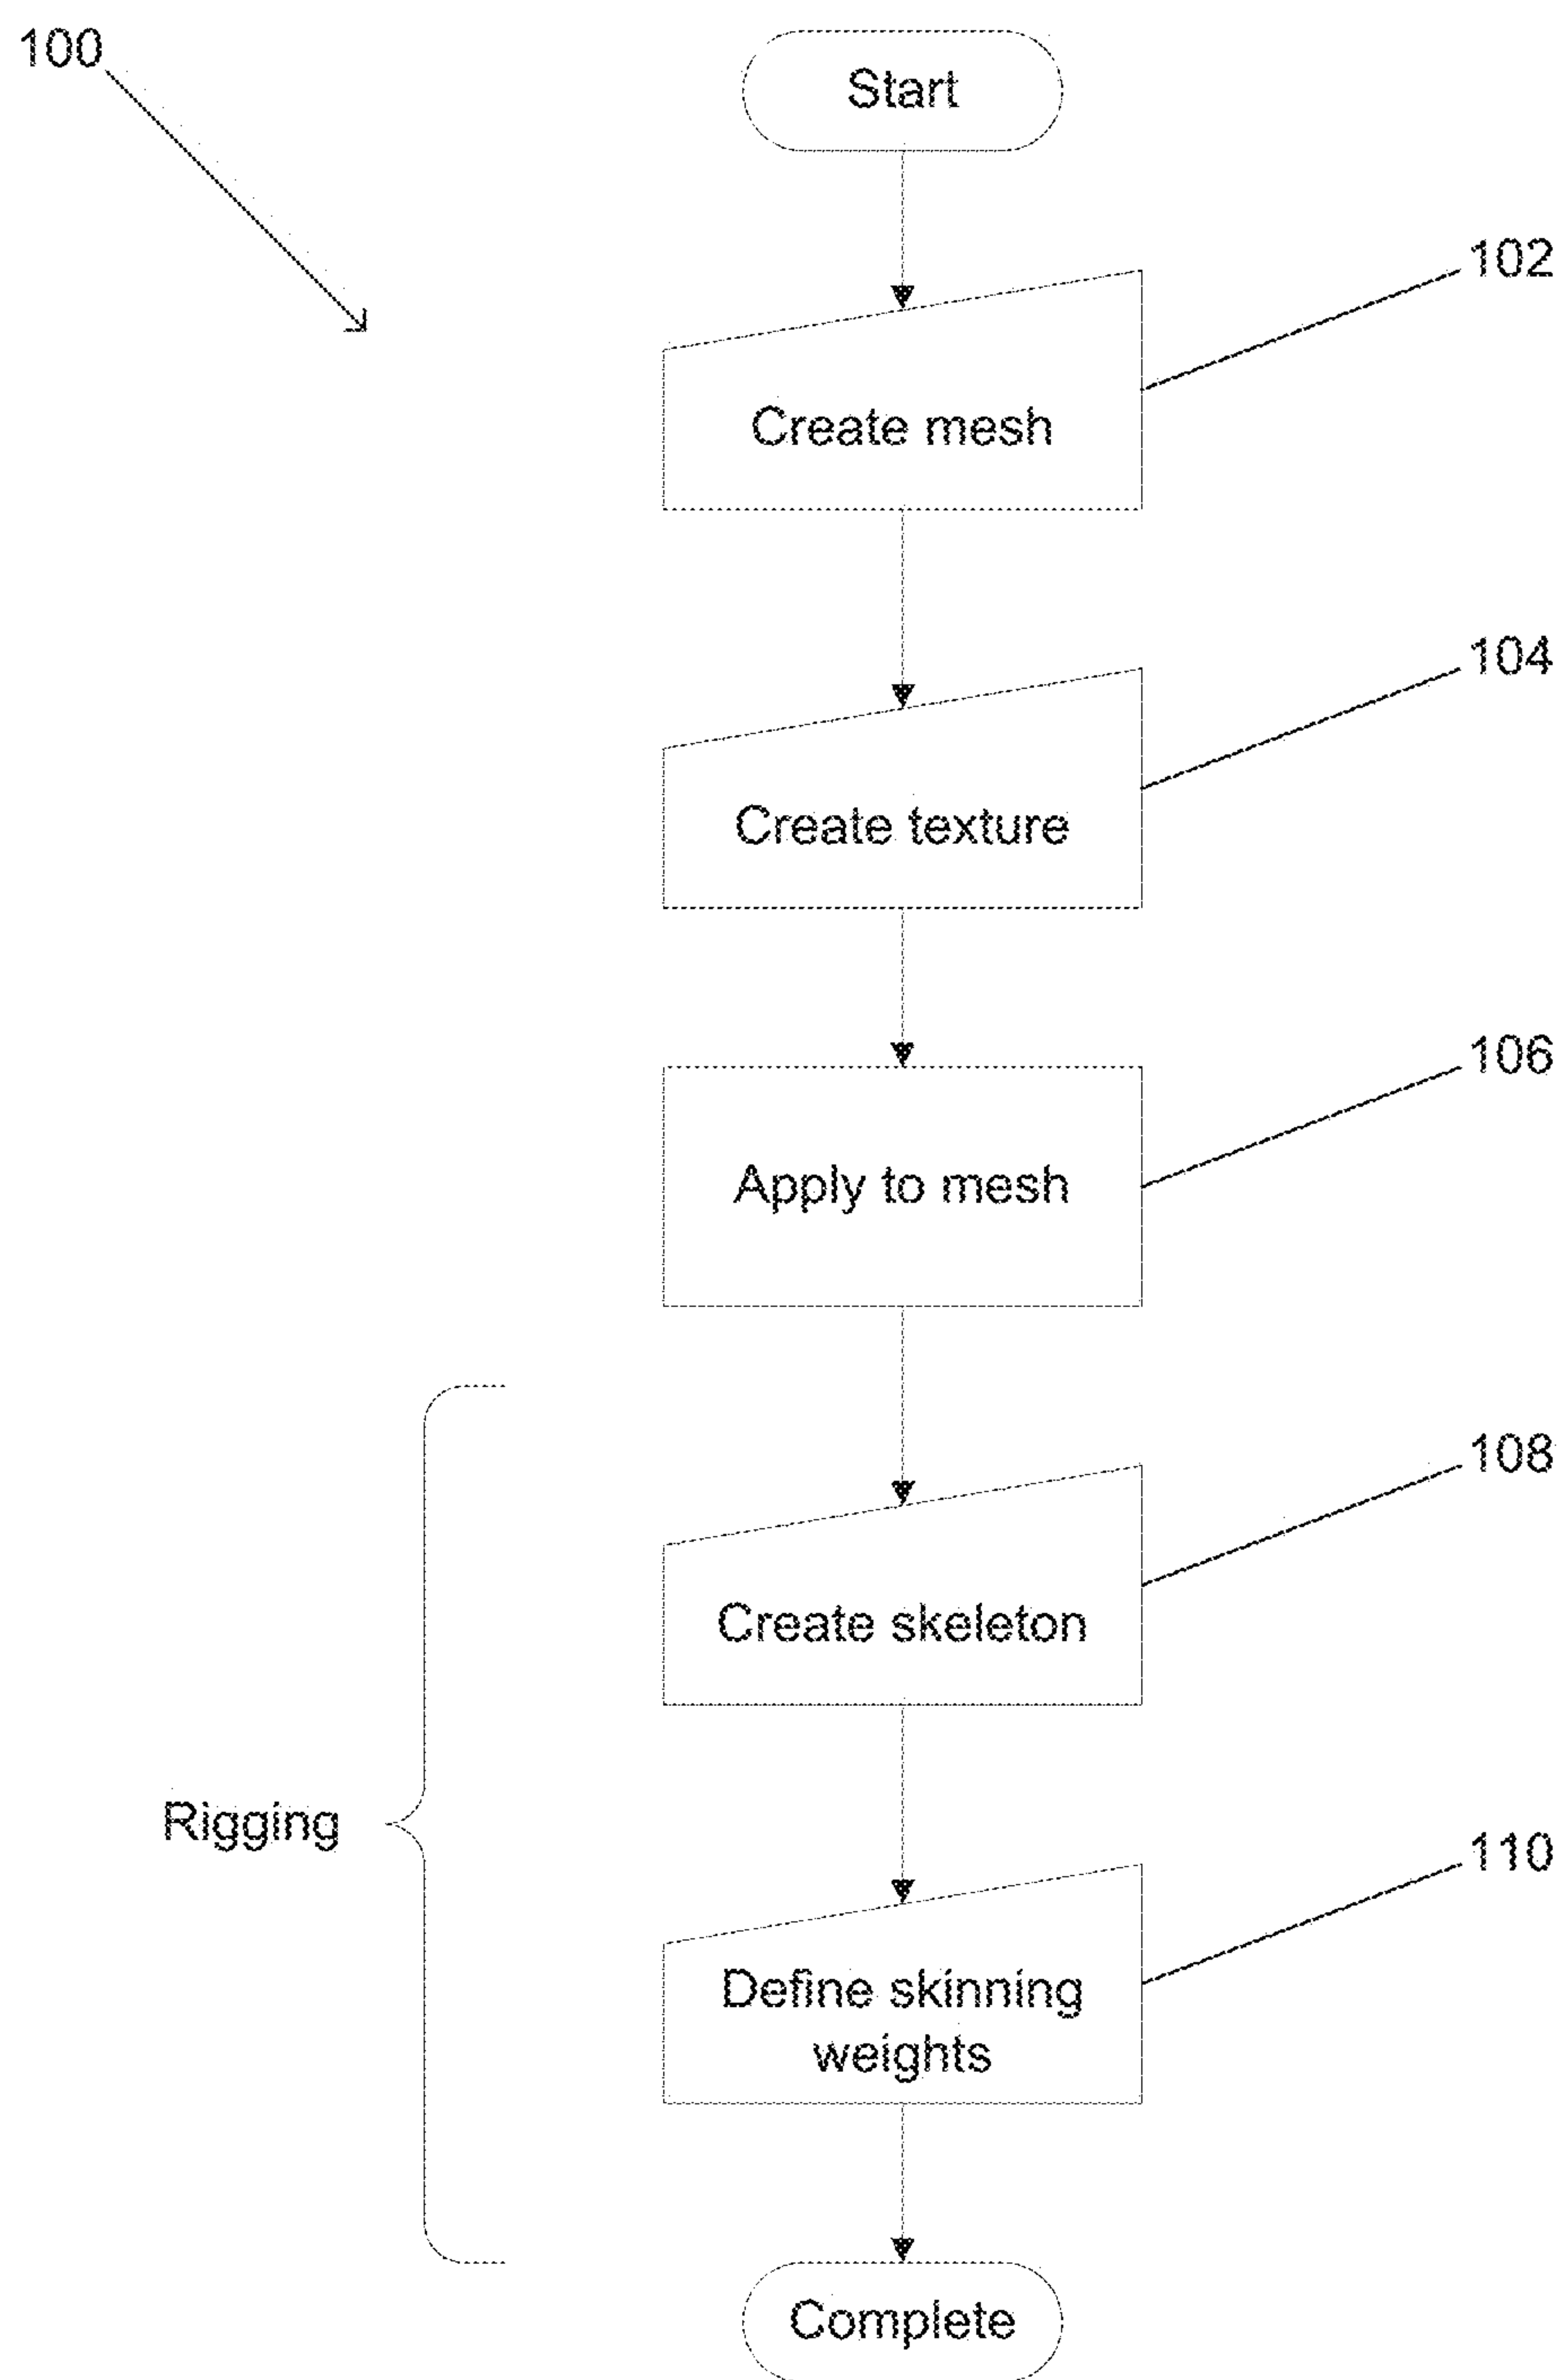 100
Start
102
Create mesh
104
Create texture
106
Apply to mesh
108
Create skeleton
Rigging
110
Define skinning
weights
Complete